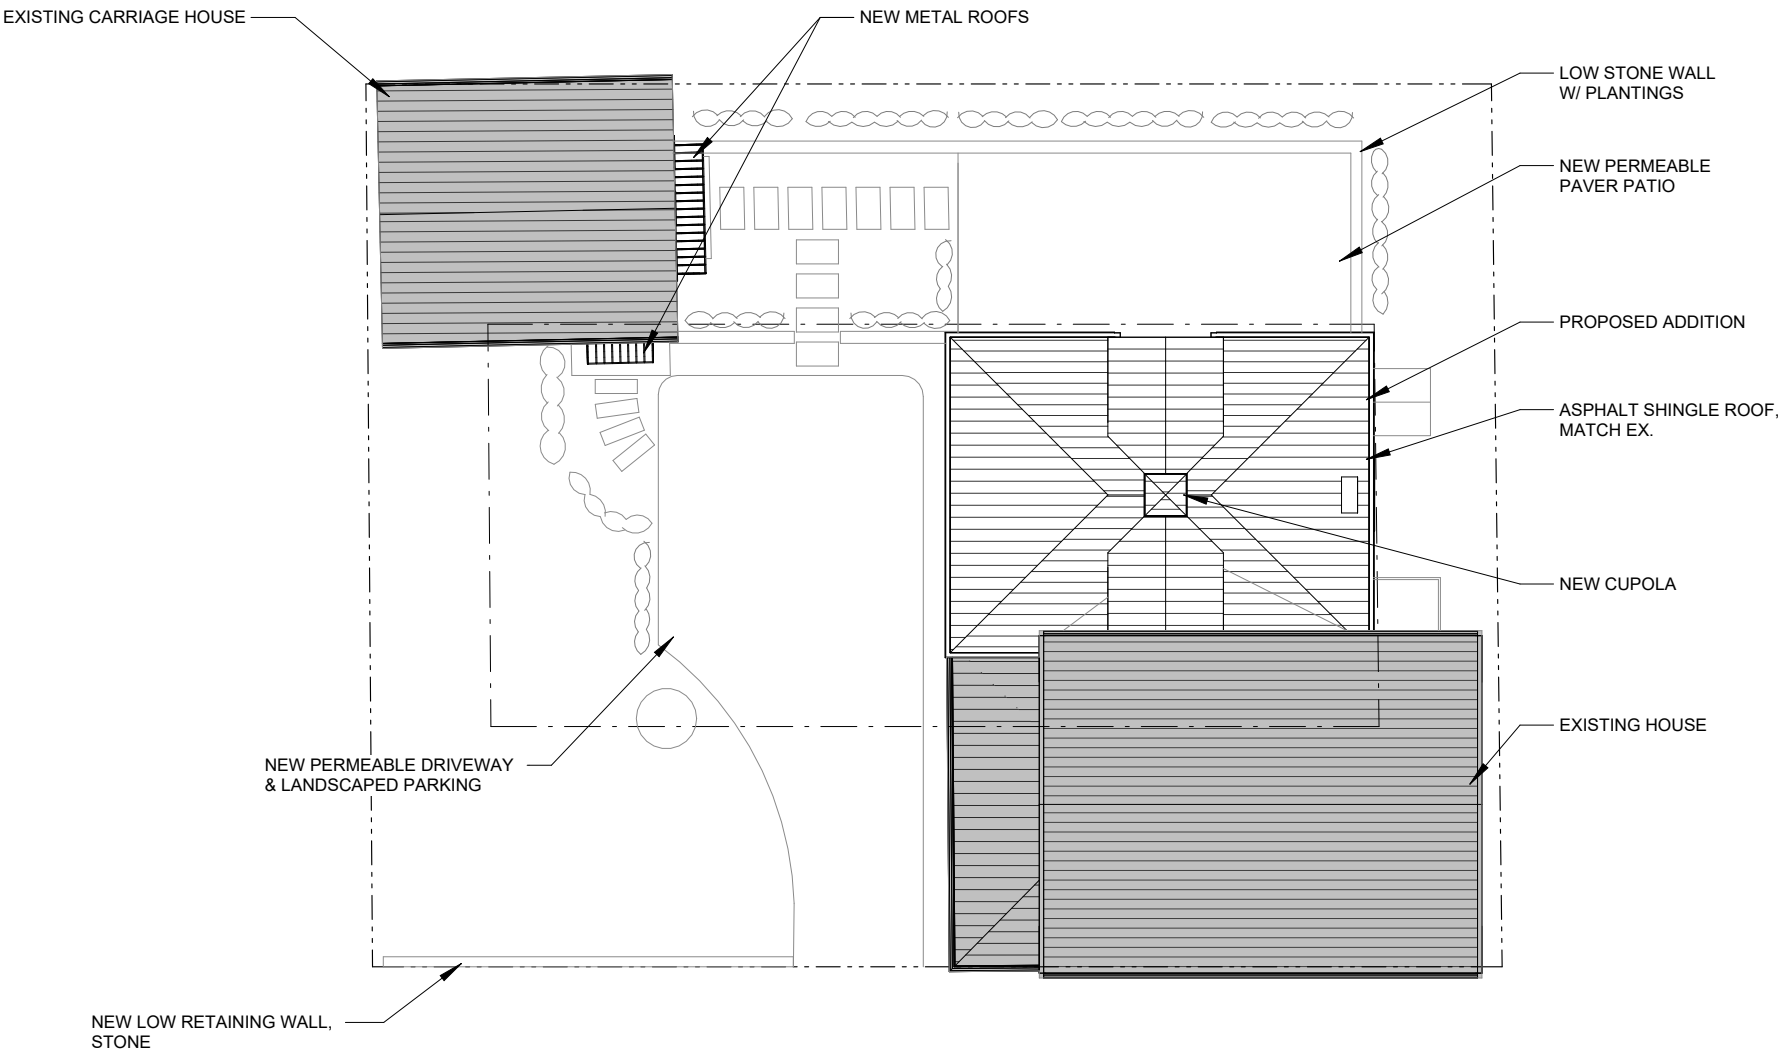 EXISTING CARRIAGE HOUSE
NEW METAL ROOFS
LOW STONE WALL
W/ PLANTINGS
NEW PERMEABLE
PAVER PATIO
PROPOSED ADDITION
ASPHALT SHINGLE ROOF,
MATCH EX.
NEW CUPOLA
EXISTING HOUSE
NEW PERMEABLE DRIVEWAY
& LANDSCAPED PARKING
NEW LOW RETAINING WALL,
STONE